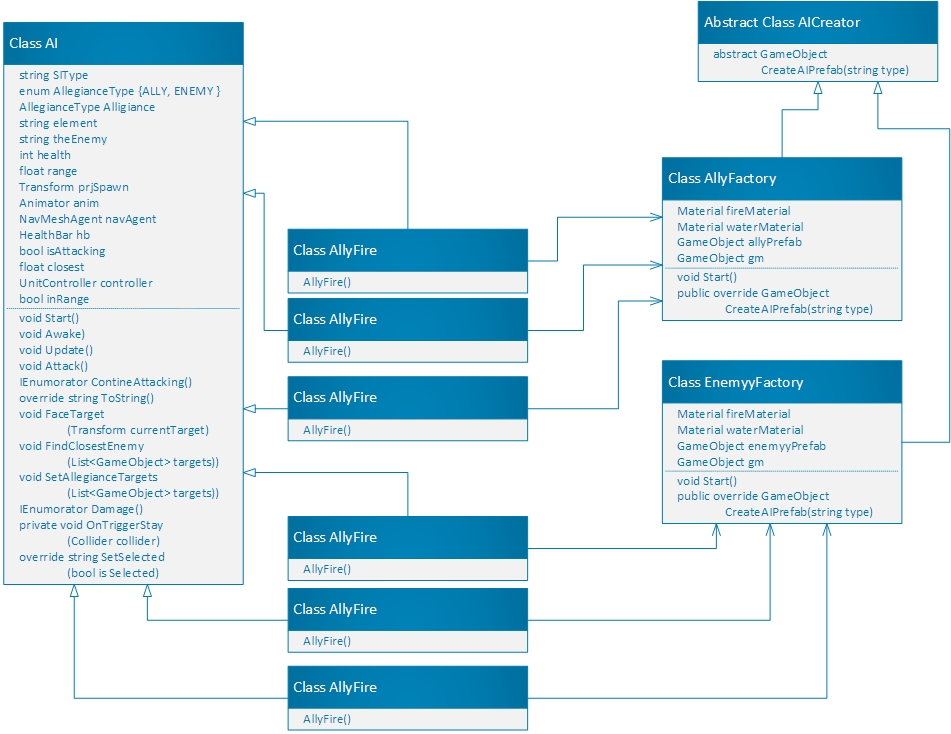 Class AI
string SIType
enum AllegianceType {ALLY, ENEMY }
AllegianceType Alligiance
string element
string theEnemy
int health
float range
Transform prjSpawn
Animator anim
NavMeshAgent navAgent
HealthBar hb
bool isAttacking
float closest
UnitController controller
bool inRange
void Start()
void Awake)
void Update()
void Attack()
IEnumorator ContineAttacking()
override string ToString()
void FaceTarget
(Transform currentTarget)
void FindClosestEnemy
(List<GameObject> targets))
void SetAllegianceTargets
(List<GameObject> targets))
IEnumorator Damage()
private void OnTriggerStay
(Collider collider)
override string SetSelected
(bool is Selected)
Class AllyFire
AllyFire()
Class AllyFire
AllyFire()
Class AllyFire
AllyFire()
Class AllyFire
AllyFire()
Class AllyFire
AllyFire()
Class AllyFire
AllyFire()
Abstract Class AICreator
abstract GameObject
CreateAIPrefab(string type)
Class AllyFactory
Material fireMaterial
Material waterMaterial
GameObject allyPrefab
GameObject gm
void Start()
public override GameObject
CreateAIPrefab(string type)
Class EnemyyFactory
Material fireMaterial
Material waterMaterial
GameObject enemyyPrefab
GameObject gm
void Start()
public override GameObject
CreateAIPrefab(string type)